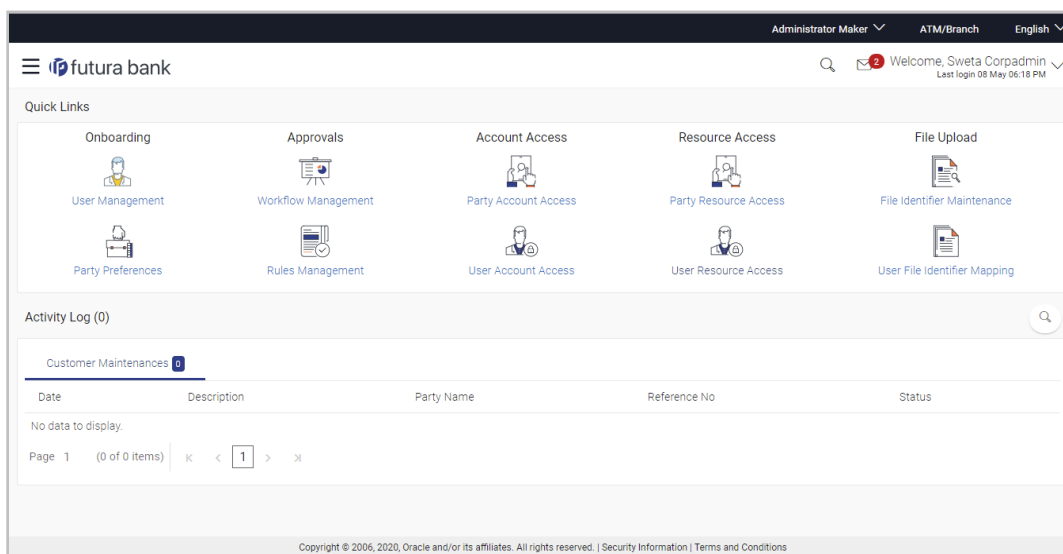 Administrator Maker ATM/Branch English
futura bank 2 Welcome, Sweta Corpadmin
Last login 08 May 06:18 PM
Quick Links
Onboarding Approvals Account Access Resource Access File Upload
User Management Workflow Management Party Account Access Party Resource Access File Identifier Maintenance
Party Preferences Rules Management User Account Access User Resource Access User File Identifier Mapping
Activity Log (0)
Customer Maintenances 0
Date Description Party Name Reference No Status
No data to display.
Page 1 (0 of 0 items) 1
Copyright © 2006, 2020, Oracle and/or its affiliates. All rights reserved. | Security Information | Terms and Conditions